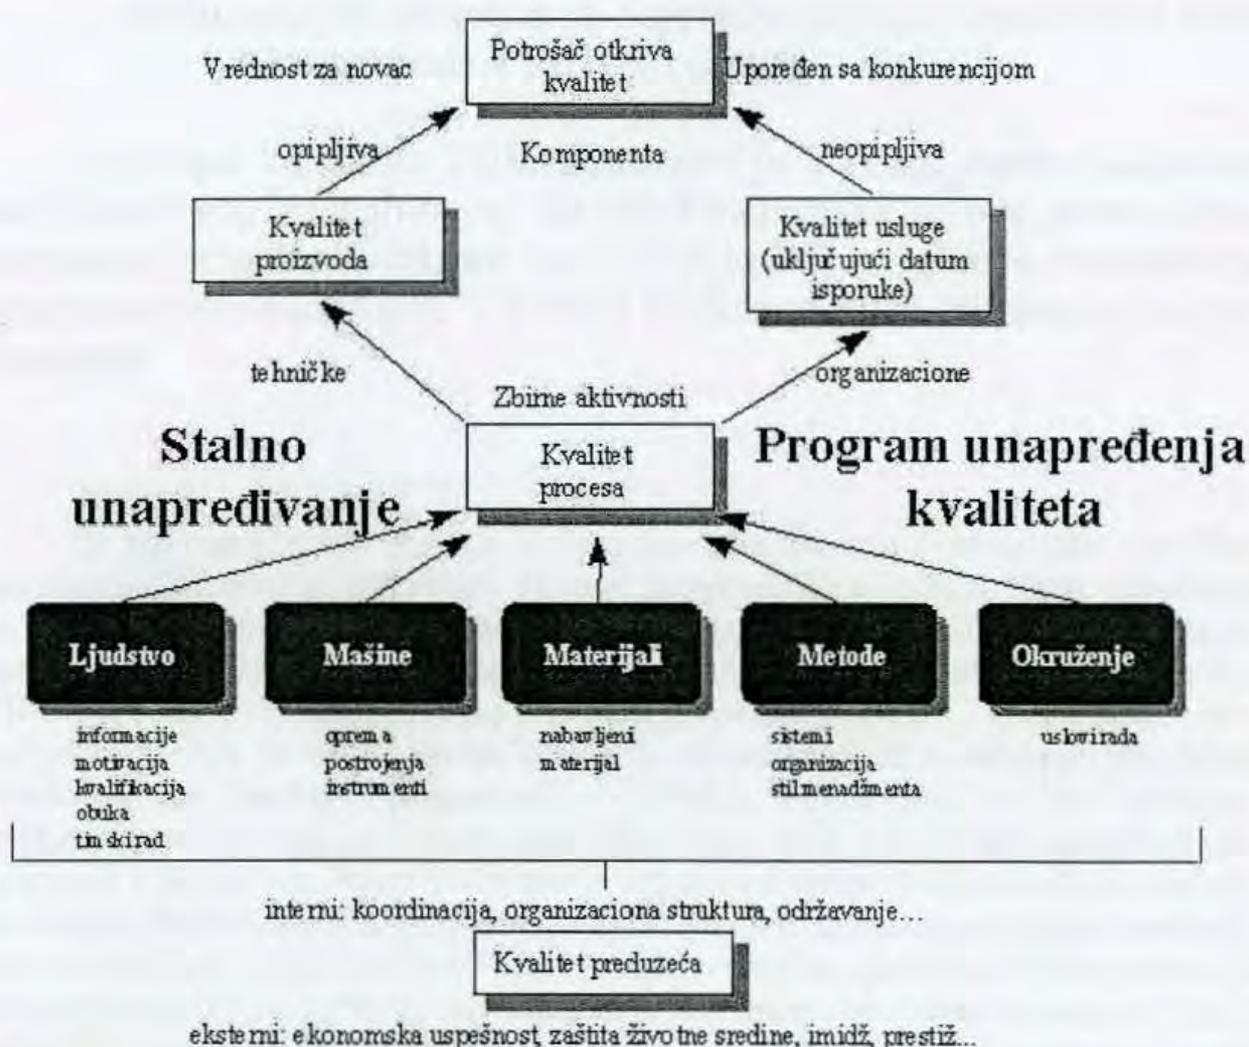 Potrošač otkriva
kvalitet
Vrednost za novac
Upoređen sa konkurencijom
opipljiva
Komponenta
neopipljiva
Kvalitet
proizvoda
Kvalitet usluge
(uključujući datum
isporuke)
tehničke
organizacione
Zbirne aktivnosti
Stalno
unapređivanje
Kvalitet
procesa
Program unapređenja
kvaliteta
Ljudstvo
Mašine
Materijali
Metode
Okruženje
informacije
motivacija
kvalifikacija
obuka
timski rad
oprema
postrojenja
instrumenti
nabavljeni
materijal
sistemi
organizacija
stil menadžmenta
uslovi rada
interni: koordinacija, organizaciona struktura, održavanje...
Kvalitet preduzeća
eksterni: ekonomska uspešnost, zaštita životne sredine, imidž, prestiž...